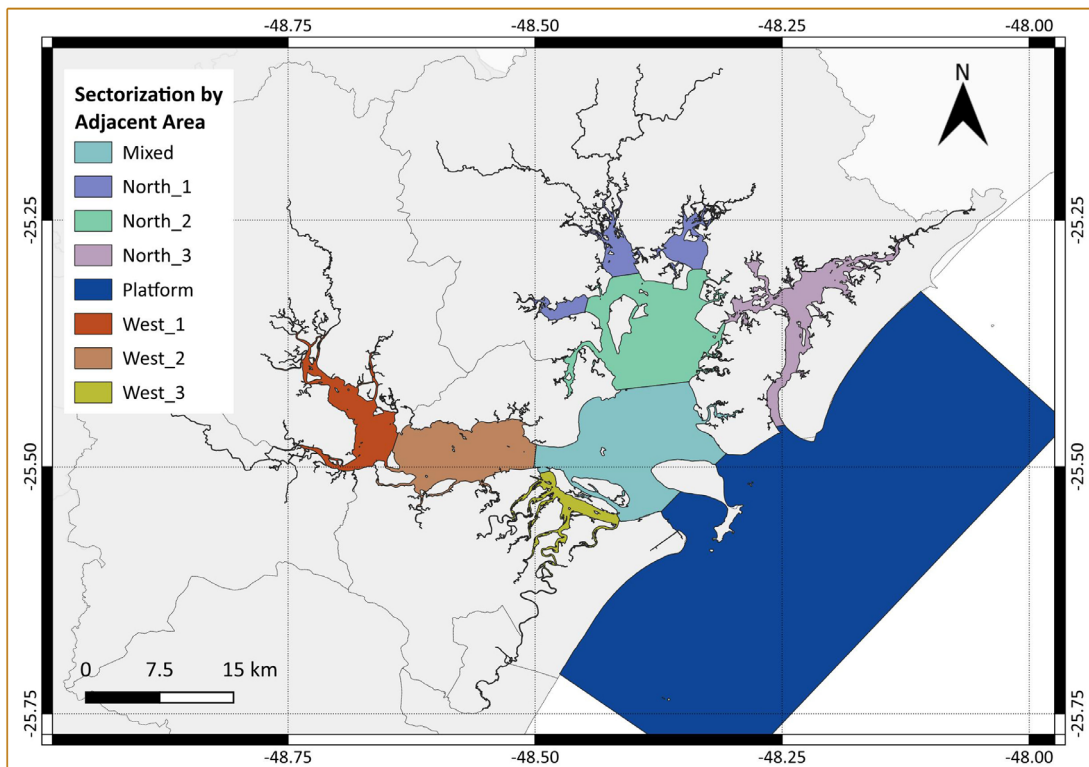 -48.75 -48.50 -48.25 -48.00
N
Sectorization by
Adjacent Area
Mixed
North_1
North_2
North_3
Platform
West_1
West_2
West_3
-25.25 -25.25
-25.50 -25.50
0 7.5 15 km
-25.75 -25.75
-48.75 -48.50 -48.25 -48.00